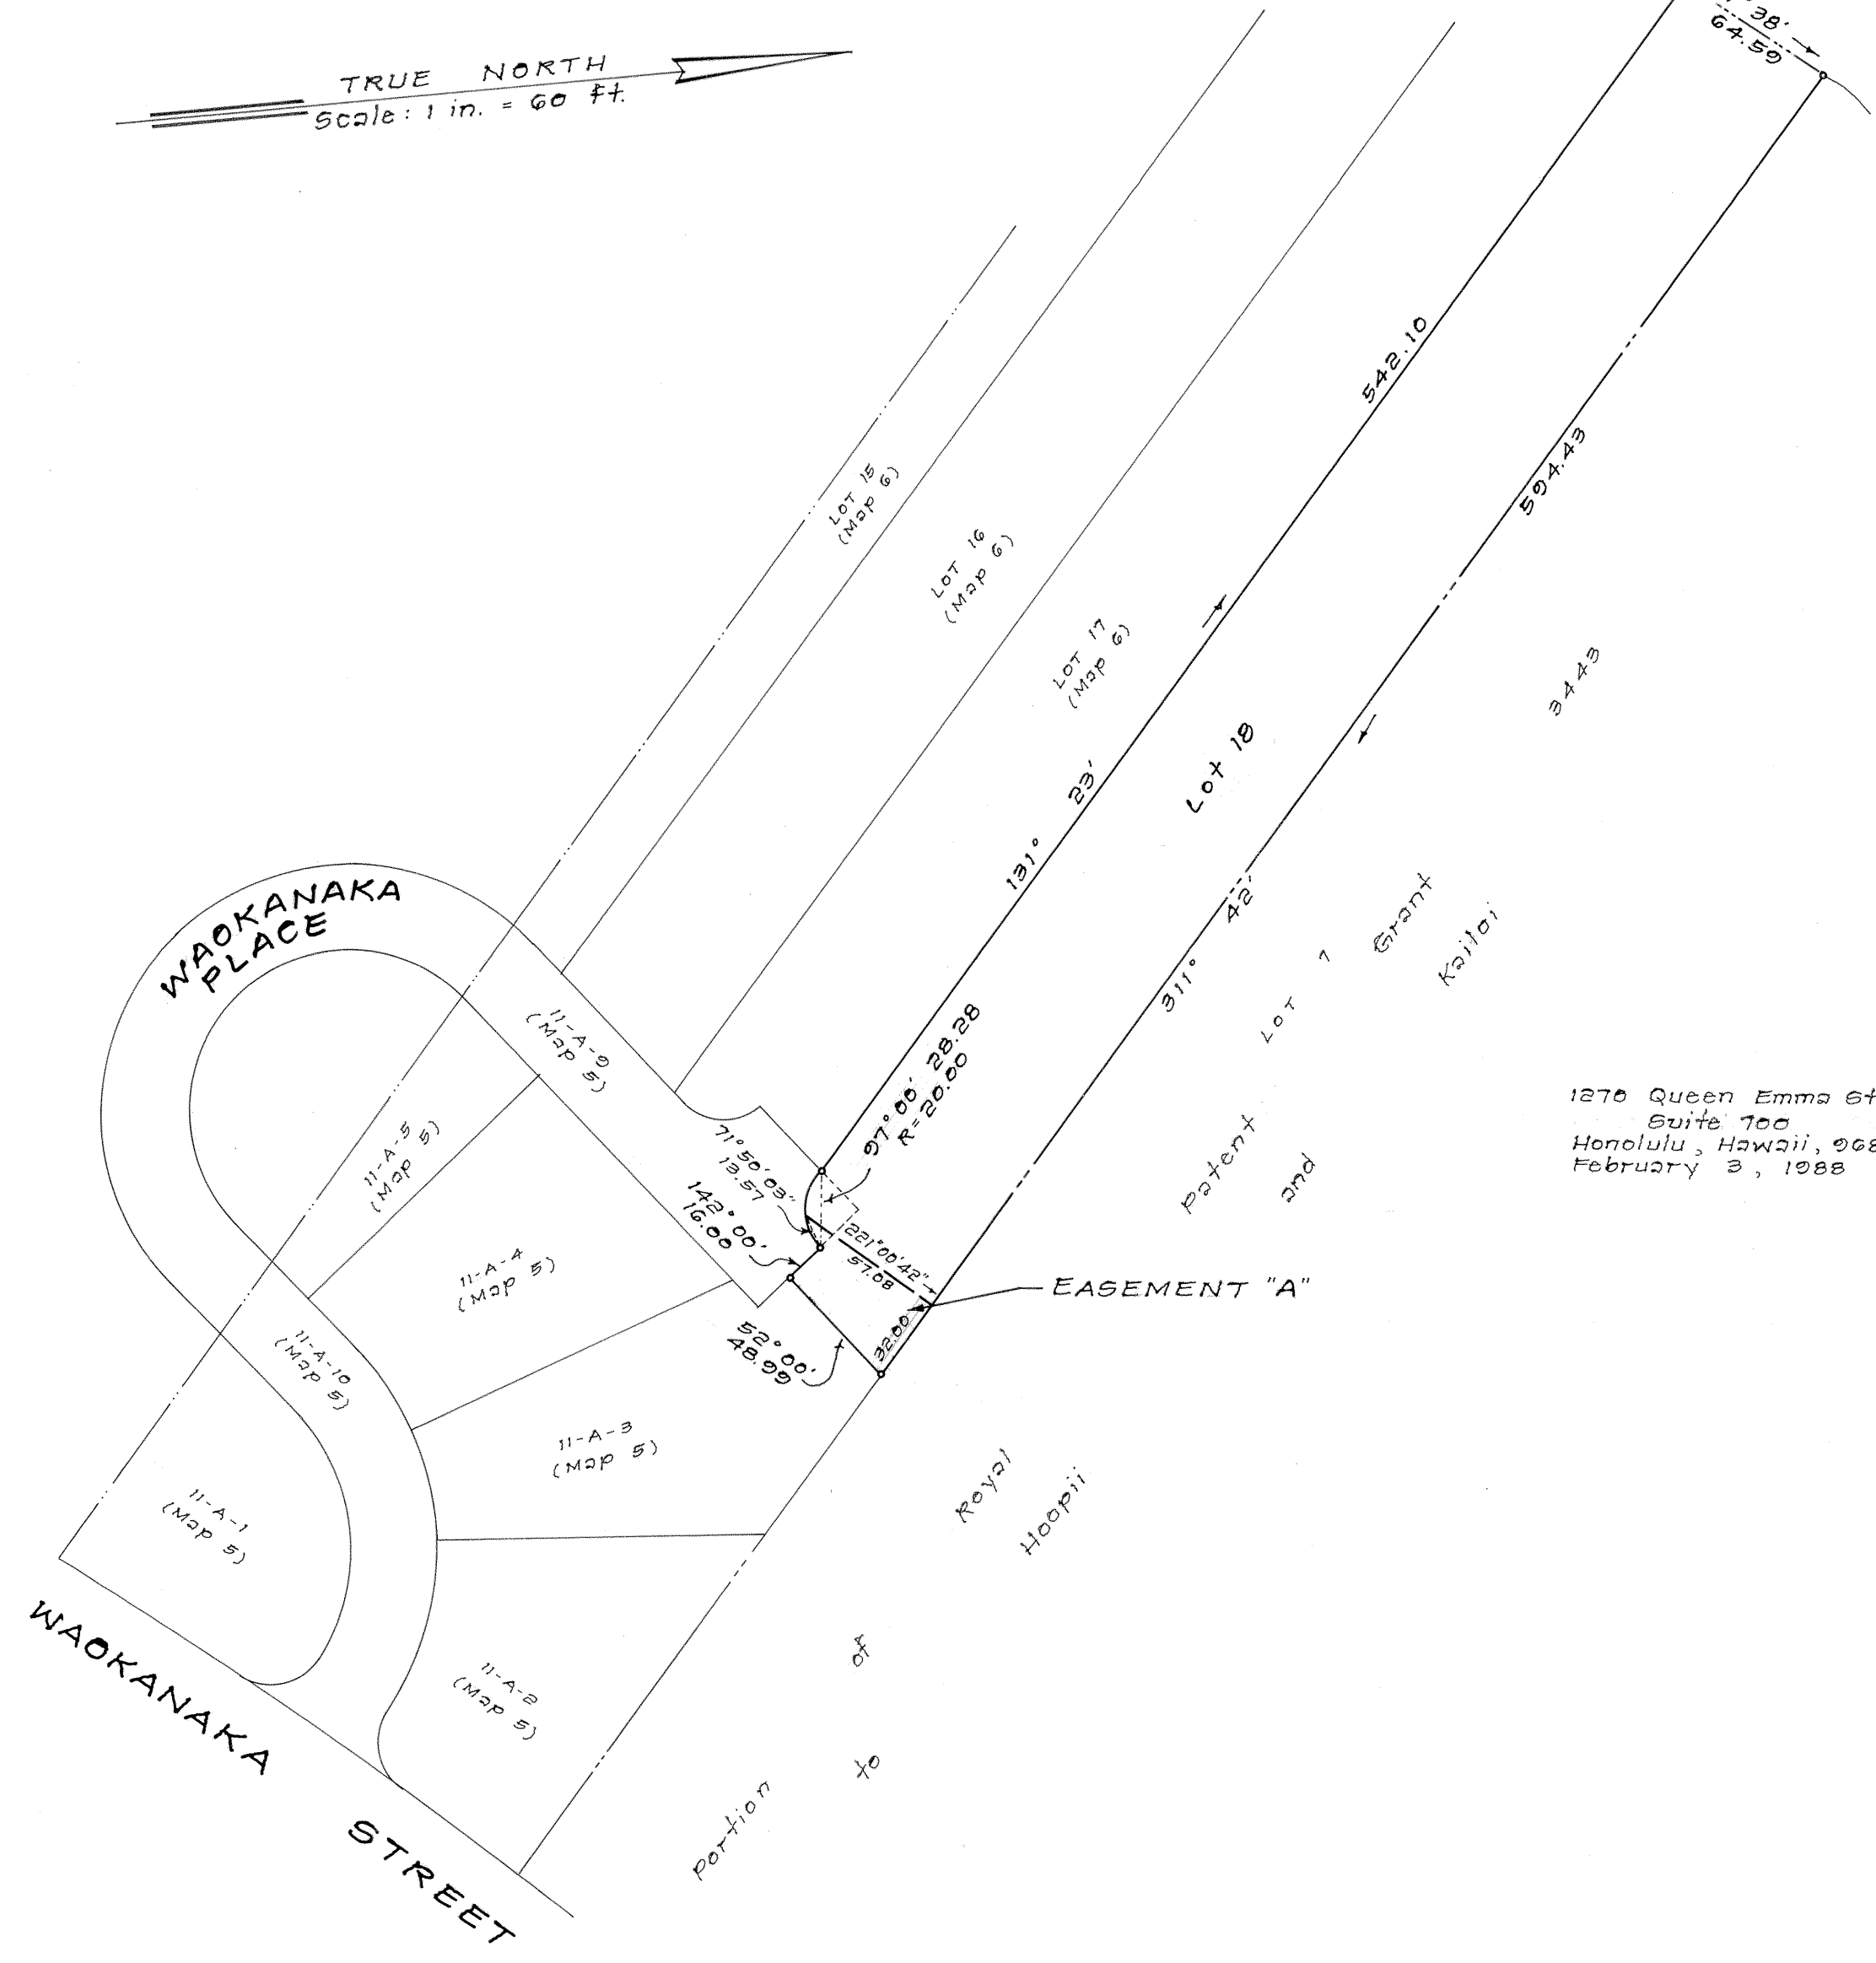 TRUE NORTH
Scale: 1 in. = 60 ft.
38'
64.59
542.10
594.43
LOT 15
(Map 6)
LOT 16
(Map 6)
LOT 17
(Map 6)
3443
Lot 18
131° 23'
311° 42'
WAOKANAKA
PLACE
LOT 7 Grant
Kailoi
11-A-9
(Map 5)
97°00' 28.28
R=20.00
11-A-5
(Map 5)
71°50'03"
13.57
142°00'
16.00
221°00'42"
57.08
Patent
and
1270 Queen Emma St
Suite 700
Honolulu, Hawaii, 968
February 3, 1988
11-A-4
(Map 5)
EASEMENT "A"
32.00
52°00'
48.99
11-A-10
(Map 5)
11-A-3
(Map 5)
Royal
Hoopii
11-A-1
(Map 5)
11-A-2
(Map 5)
of
to
Portion
WAOKANAKA STREET